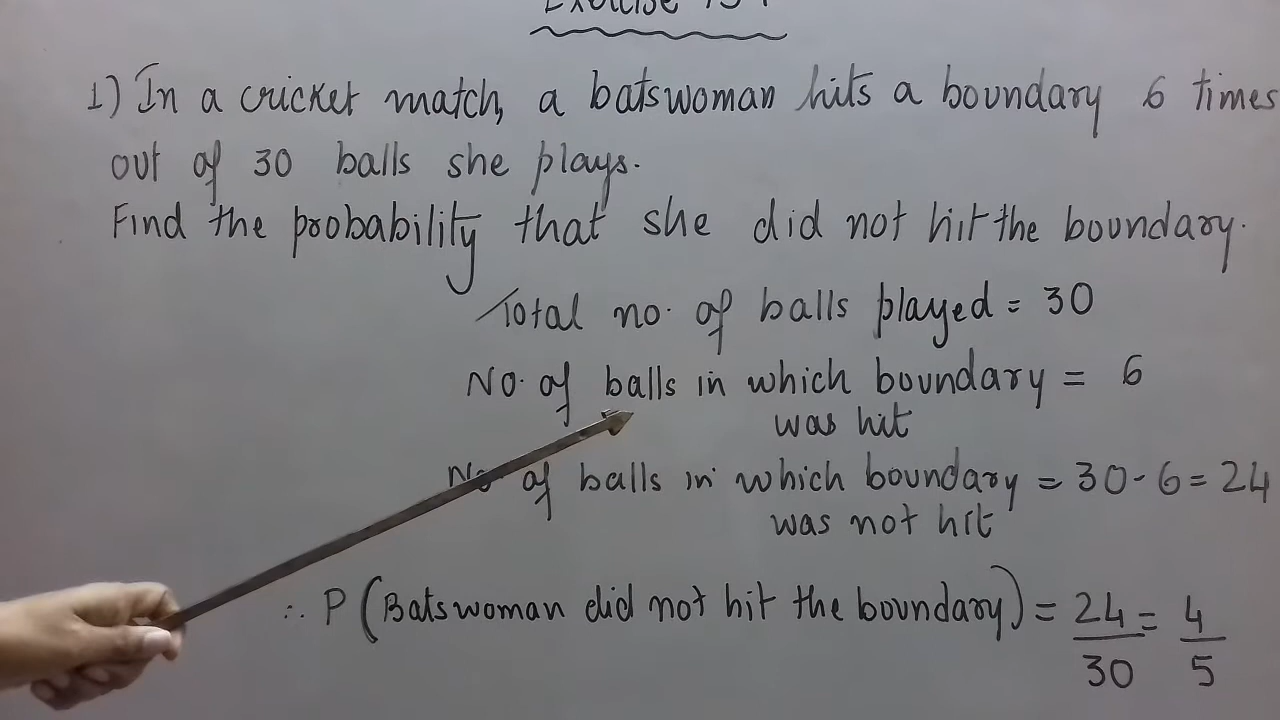 Exercise
1) In a cricket match, a batswoman hits a boundary 6 times
out of 30 balls she plays.
Find the probability that she did not hit the boundary.
Total no. of balls played = 30
No. of balls in which boundary = 6
was hit
No of balls in which boundary = 30 - 6 = 24
was not hit
∴ P (Batswoman did not hit the boundary) = 24/30 = 4/5